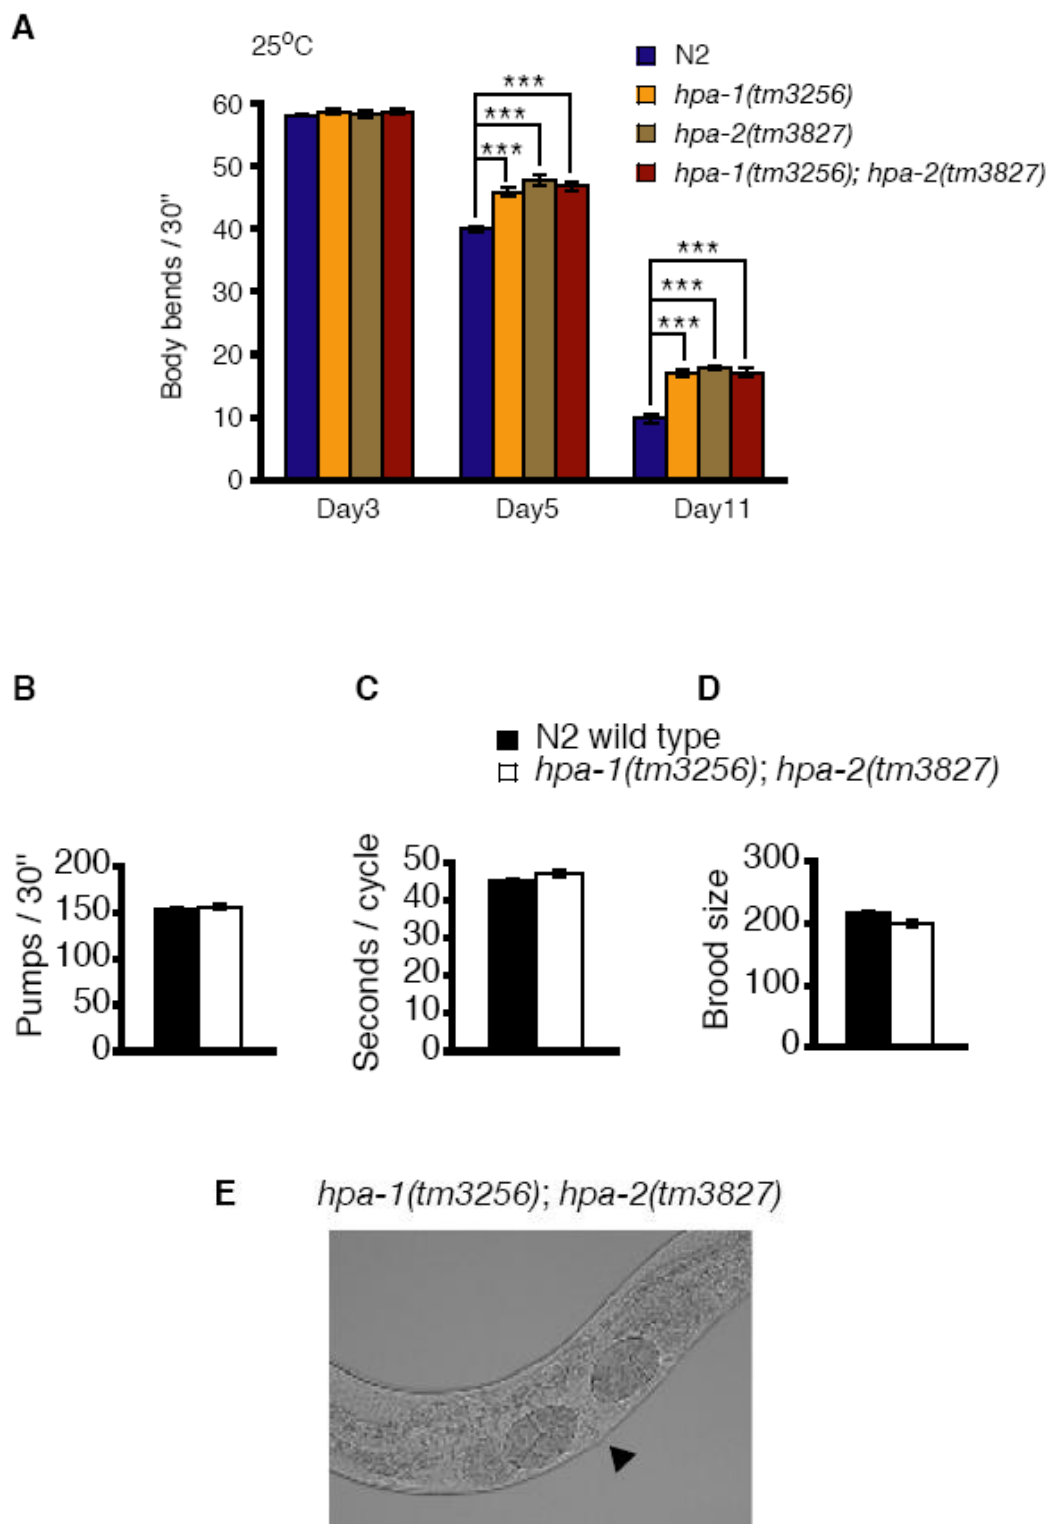 A
25°C
N2
hpa-1(tm3256)
hpa-2(tm3827)
hpa-1(tm3256); hpa-2(tm3827)
Body bends / 30"
60
50
40
30
20
10
0
***
***
***
***
***
***
Day3
Day5
Day11
B
C
D
N2 wild type
hpa-1(tm3256); hpa-2(tm3827)
Pumps / 30"
200
150
100
50
0
Seconds / cycle
50
40
30
20
10
0
Brood size
300
200
100
0
E
hpa-1(tm3256); hpa-2(tm3827)